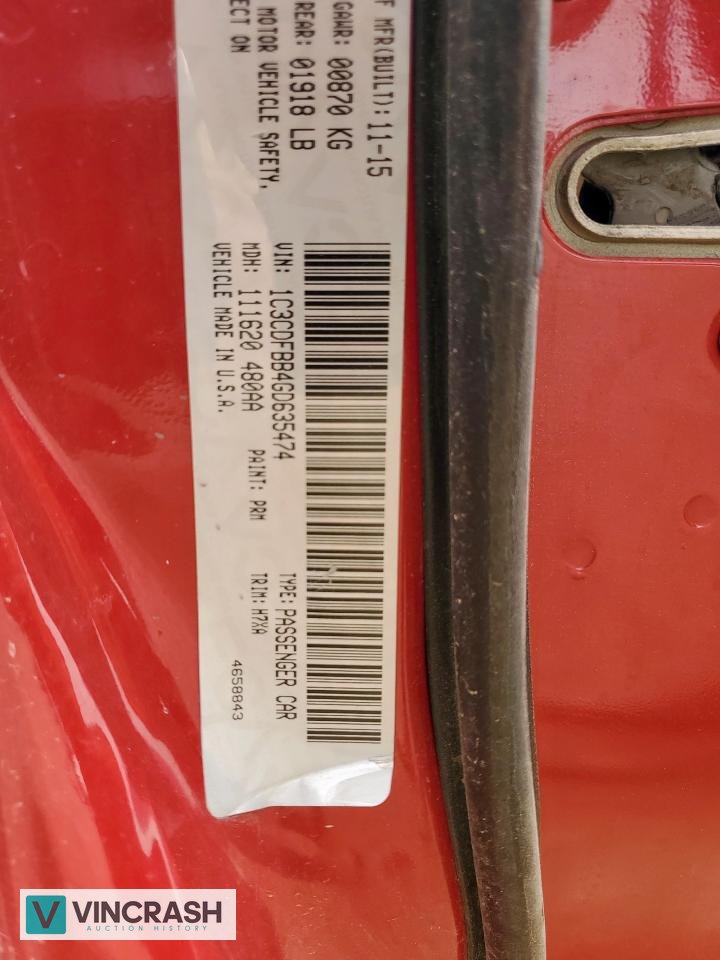 F MFR(BUILT): 11-15
GAWR: 00870 KG
REAR: 01918 LB
MOTOR VEHICLE SAFETY,
ECT ON
VIN: 1C3CDFBB4GD635474
TYPE: PASSENGER CAR
MDH: 111620 480AA PAINT: PRM TRIM: H7XA
VEHICLE MADE IN U.S.A.
4658843
V VINCRASH
AUCTION HISTORY